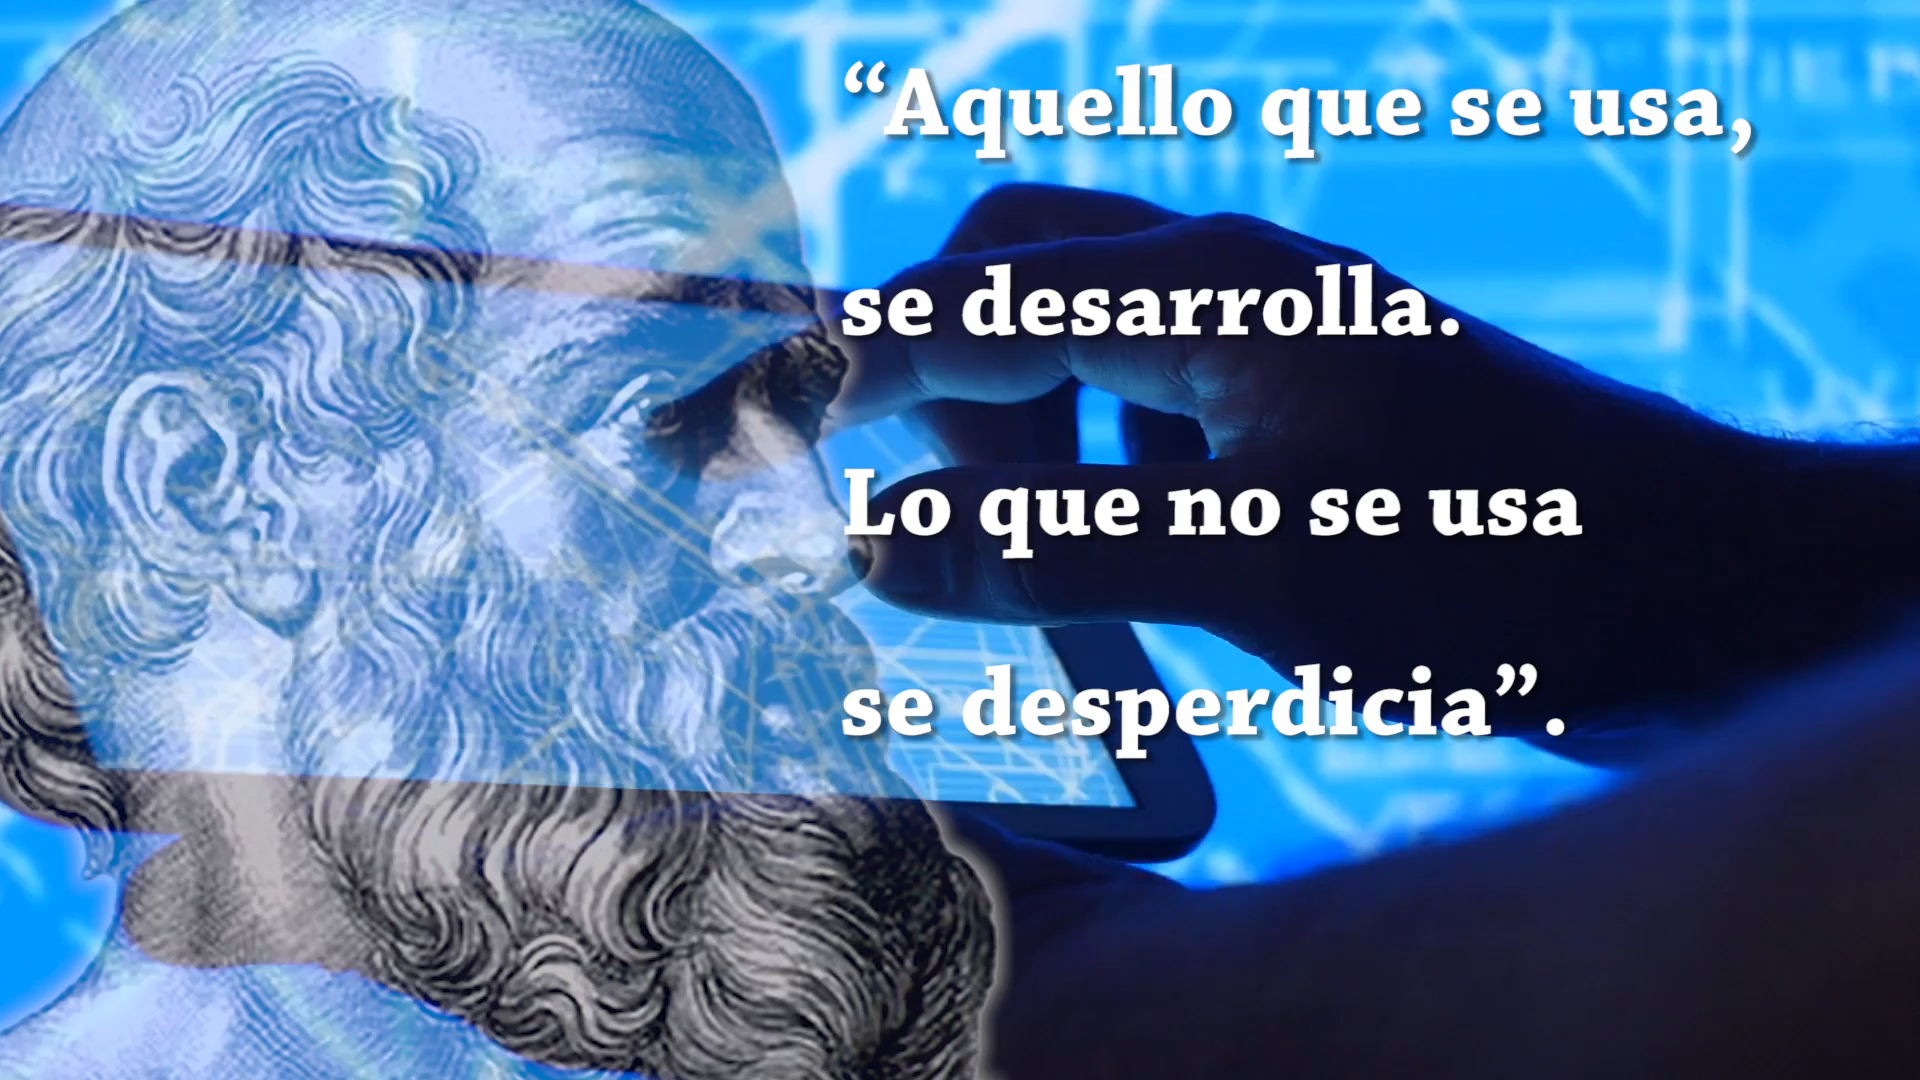 “Aquello que se usa,
se desarrolla.
Lo que no se usa
se desperdicia”.